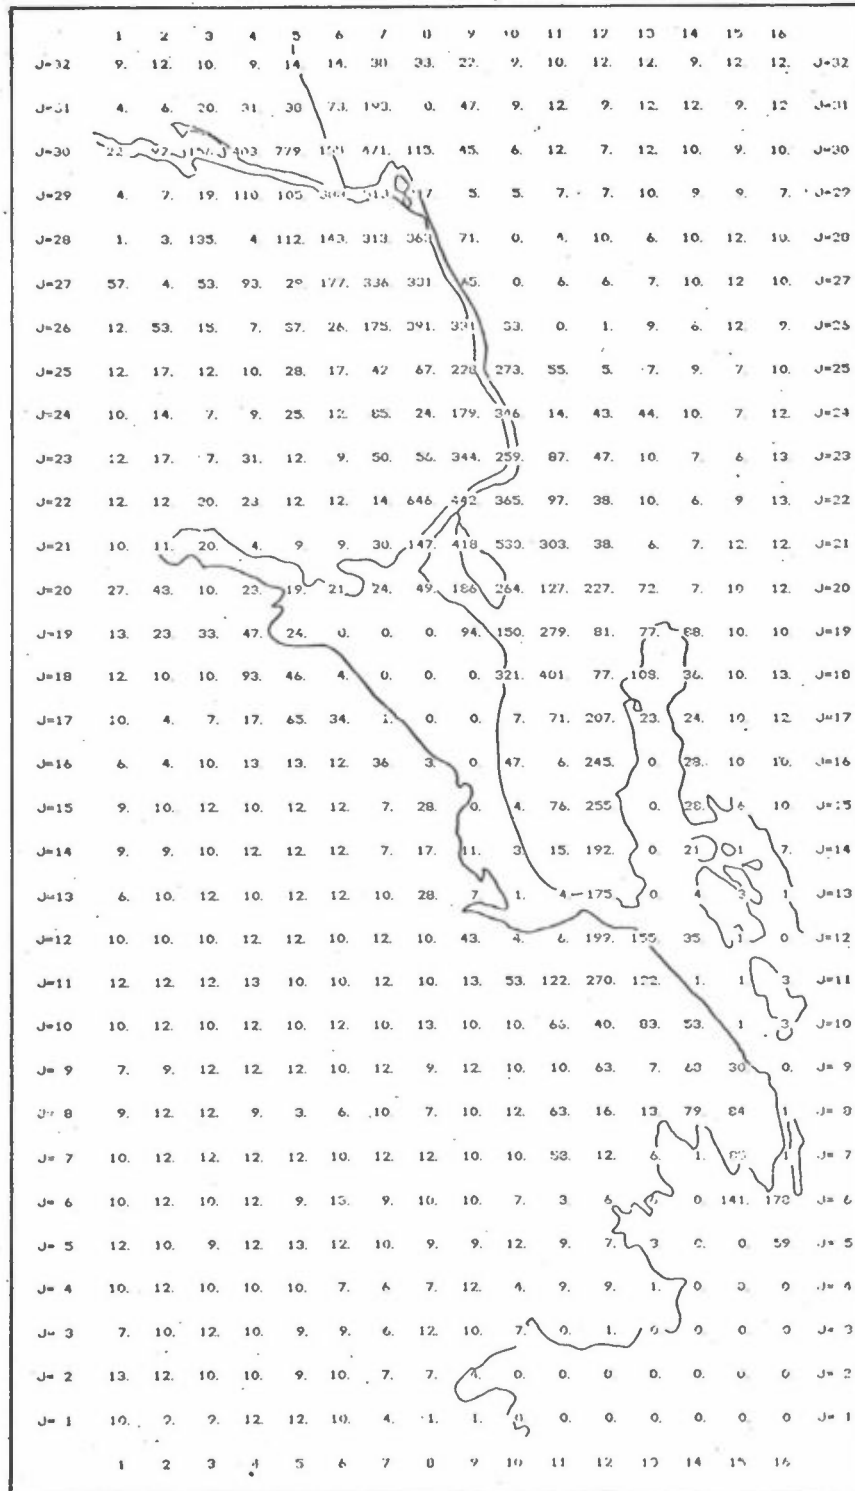 1 2 3 4 5 6 7 8 9 10 11 12 13 14 15 16
J=32 9. 12. 10. 9. 14. 14. 30. 33. 22. 9. 10. 12. 12. 9. 12. 12. J=32
J=31 4. 6. 20. 31. 30. 73. 193. 0. 47. 9. 12. 9. 12. 12. 9. 12 J=31
J=30 22. 92. 403. 779. 471. 115. 45. 6. 12. 7. 12. 10. 9. 10. J=30
J=29 4. 7. 19. 110. 105. 5. 5. 7. 7. 10. 9. 9. 7. J=29
J=28 1. 3. 135. 4 112. 143. 313. 363. 71. 0. 4. 10. 6. 10. 12. 10. J=28
J=27 57. 4. 53. 93. 29. 177. 336. 331. 65. 0. 6. 6. 7. 10. 12 10. J=27
J=26 12. 53. 15. 7. 37. 26. 175. 391. 331. 33. 0. 1. 9. 6. 12 9. J=26
J=25 12. 17. 12. 10. 28. 17. 42 67. 228. 273. 55. 5. 7. 9. 7 10. J=25
J=24 10. 14. 7. 9. 25. 12. 85. 24. 179. 346. 14. 43. 44. 10. 7 12. J=24
J=23 12. 17. 7. 31. 12. 9. 50. 56. 344. 259. 87. 47. 10. 7. 6 13 J=23
J=22 12. 12 20. 23 12. 12. 14 646 442 365. 97. 38. 10. 6. 9 13. J=22
J=21 10. 11. 20. 4. 9 9. 30. 147. 418 530. 303. 38. 6. 7. 12. 12. J=21
J=20 27. 43. 10. 23. 19. 21. 24. 49. 186 264. 127. 227. 72. 7. 10 12. J=20
J=19 13. 23 33. 47. 24. 0. 0. 0. 94. 150. 279. 81. 77. 88. 10. 10 J=19
J=18 12. 10. 10. 93. 46. 4. 0. 0. 0. 321. 401 77. 108. 36. 10. 13. J=18
J=17 10. 4. 7. 17. 65. 34. 1. 0. 0. 7. 71. 207. 23. 24. 10 12. J=17
J=16 6. 4. 10. 13. 13. 12. 36 3. 0 47. 6. 245. 0 28. 10 10. J=16
J=15 9. 10. 12. 10. 12. 12. 7. 28. 0 4. 76. 255 0. 28. 6 10 J=15
J=14 9. 9. 10. 12. 12. 12. 7. 17. 11. 3. 15. 192. 0. 21 1 7. J=14
J=13 6. 10. 12. 10. 12. 12. 10. 28. 7. 1. 4 175. 0. 4 3 1 J=13
J=12 10. 10. 10. 12. 12. 10. 12. 10. 43. 4. 6. 199. 155. 35. 1 0 J=12
J=11 12. 12. 12. 13 10. 10. 12. 10. 13. 53. 122. 270. 1. 1 3 J=11
J=10 10. 12. 10. 12. 10. 12. 10. 13. 10. 10. 66. 40. 83. 53. 1 3 J=10
J= 9 7. 9. 12. 12. 12. 10. 12. 9. 12. 10. 10. 63. 7. 63 30 0. J= 9
J= 8 9. 12. 12. 9. 3. 6. 10. 7. 10. 12. 63. 16. 13. 79. 84 1 J= 8
J= 7 10. 12. 12. 12. 12. 10. 12. 12. 10. 10. 12. 6. 1. 1 J= 7
J= 6 10. 12. 10. 12. 9. 13. 9. 10. 10. 7. 3. 6 0. 141. 178 J= 6
J= 5 12. 10. 9. 12. 13. 12. 10. 9. 9. 12. 9. 7. 3 0. 0. 59 J= 5
J= 4 10. 12. 10. 10. 10. 7. 6. 7. 12. 4. 9. 9. 1. 0. 0. 0 J= 4
J= 3 7. 10. 12. 10. 9. 9. 6. 12. 10. 7. 0. 1. 0 0. 0. 0 J= 3
J= 2 13. 12. 10. 10. 9. 10. 7. 7. 4. 0. 0. 0 0. 0. 0. 0 J= 2
J= 1 10. 9. 9. 12. 12. 10. 4. 1. 1. 0. 0. 0. 0. 0. 0. 0 J= 1
1 2 3 4 5 6 7 8 9 10 11 12 13 14 15 16